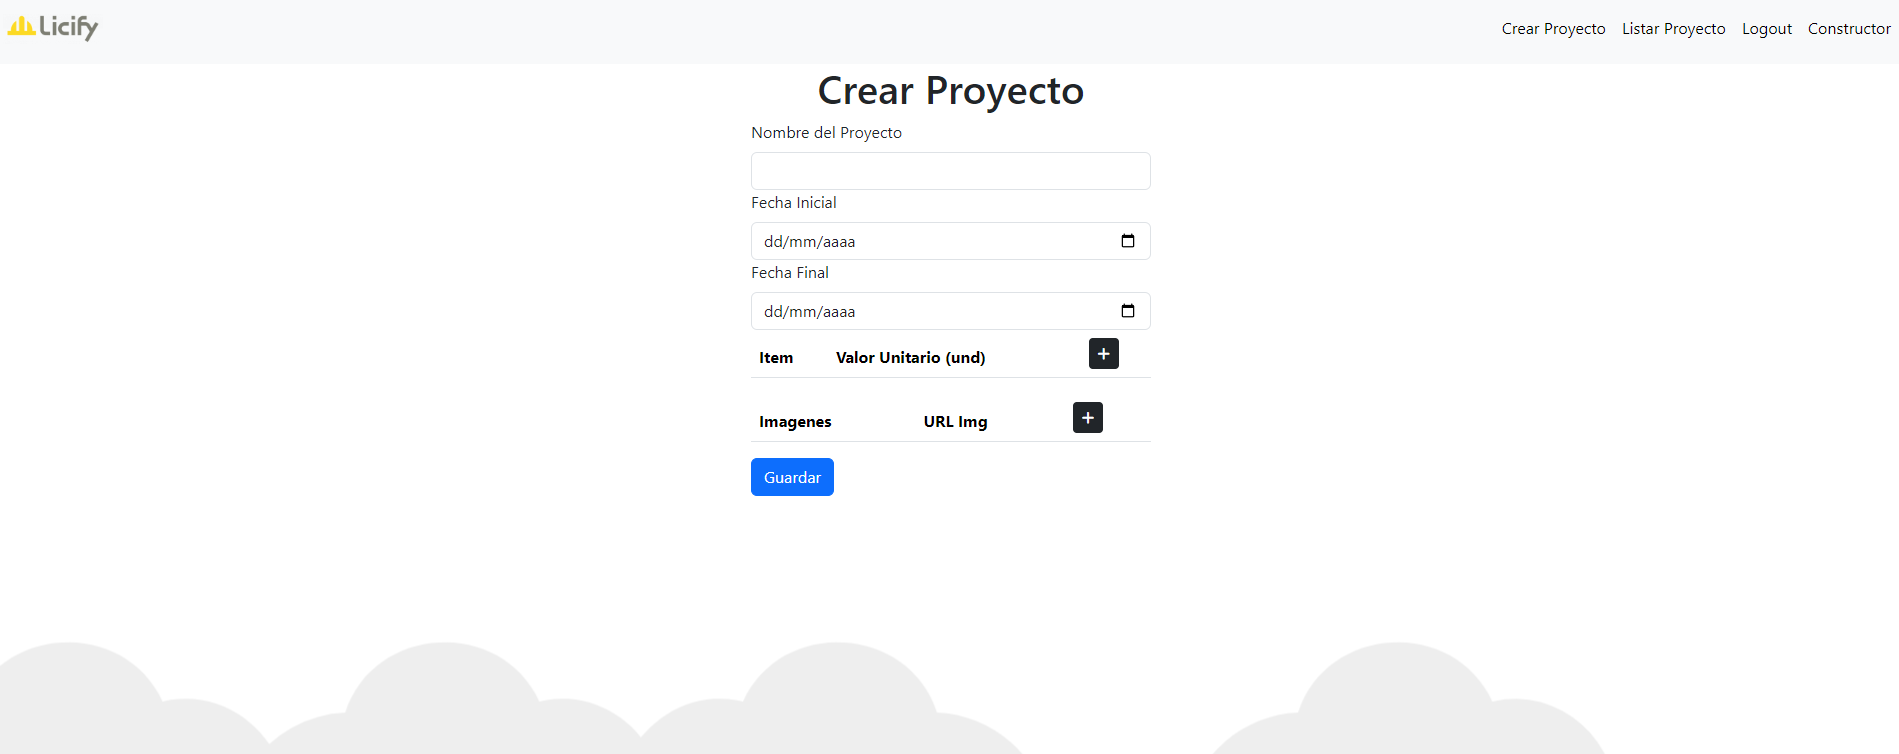 Licify
Crear Proyecto Listar Proyecto Logout Constructor
Crear Proyecto
Nombre del Proyecto
Fecha Inicial
dd/mm/aaaa
Fecha Final
dd/mm/aaaa
Item Valor Unitario (und) +
Imagenes URL Img +
Guardar